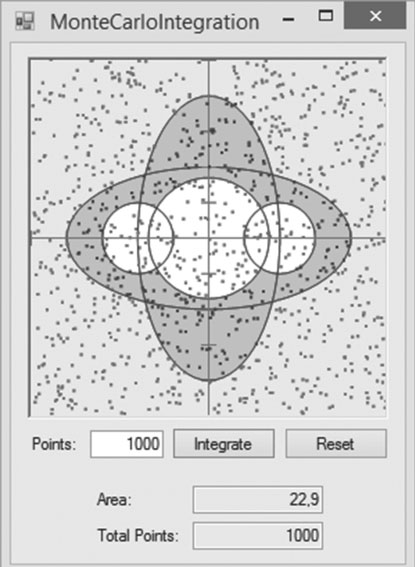 MonteCarloIntegration
Points: 1000 Integrate Reset
Area: 22,9
Total Points: 1000